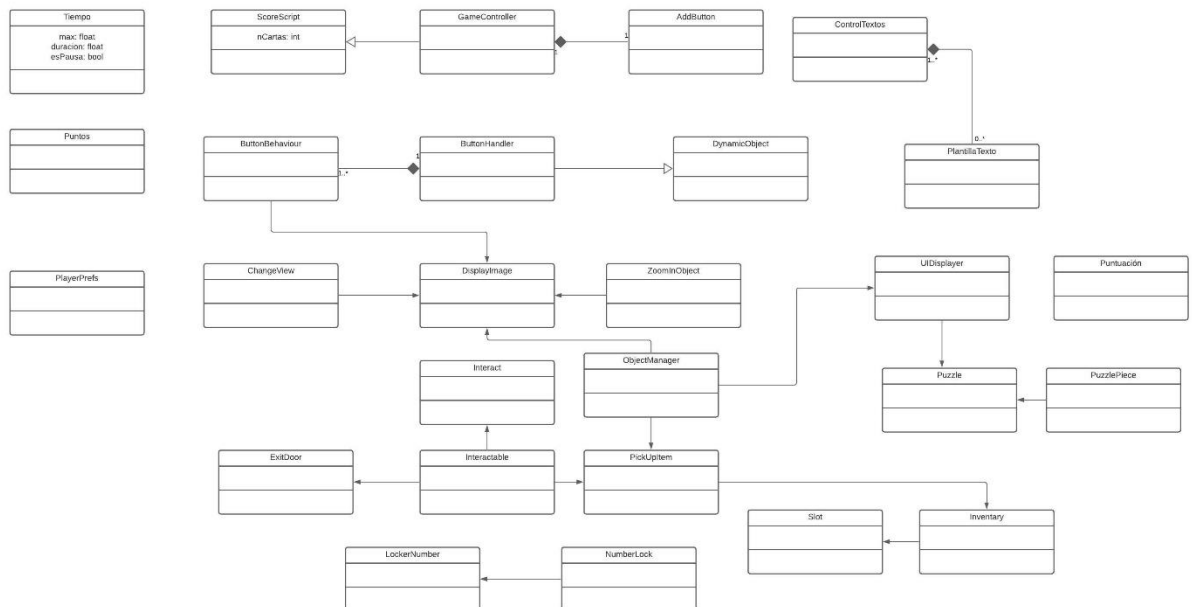 Tiempo
max: float
duracion: float
esPausa: bool
ScoreScript
nCartas: int
GameController
1
AddButton
1
ControlTextos
1..*
0..*
PlantillaTexto
Puntos
ButtonBehaviour
1..*
ButtonHandler
1
DynamicObject
PlayerPrefs
ChangeView
DisplayImage
ZoomInObject
UIDisplayer
Puntuación
Interact
ObjectManager
Puzzle
PuzzlePiece
ExitDoor
Interactable
PickUpItem
Slot
Inventary
LockerNumber
NumberLock